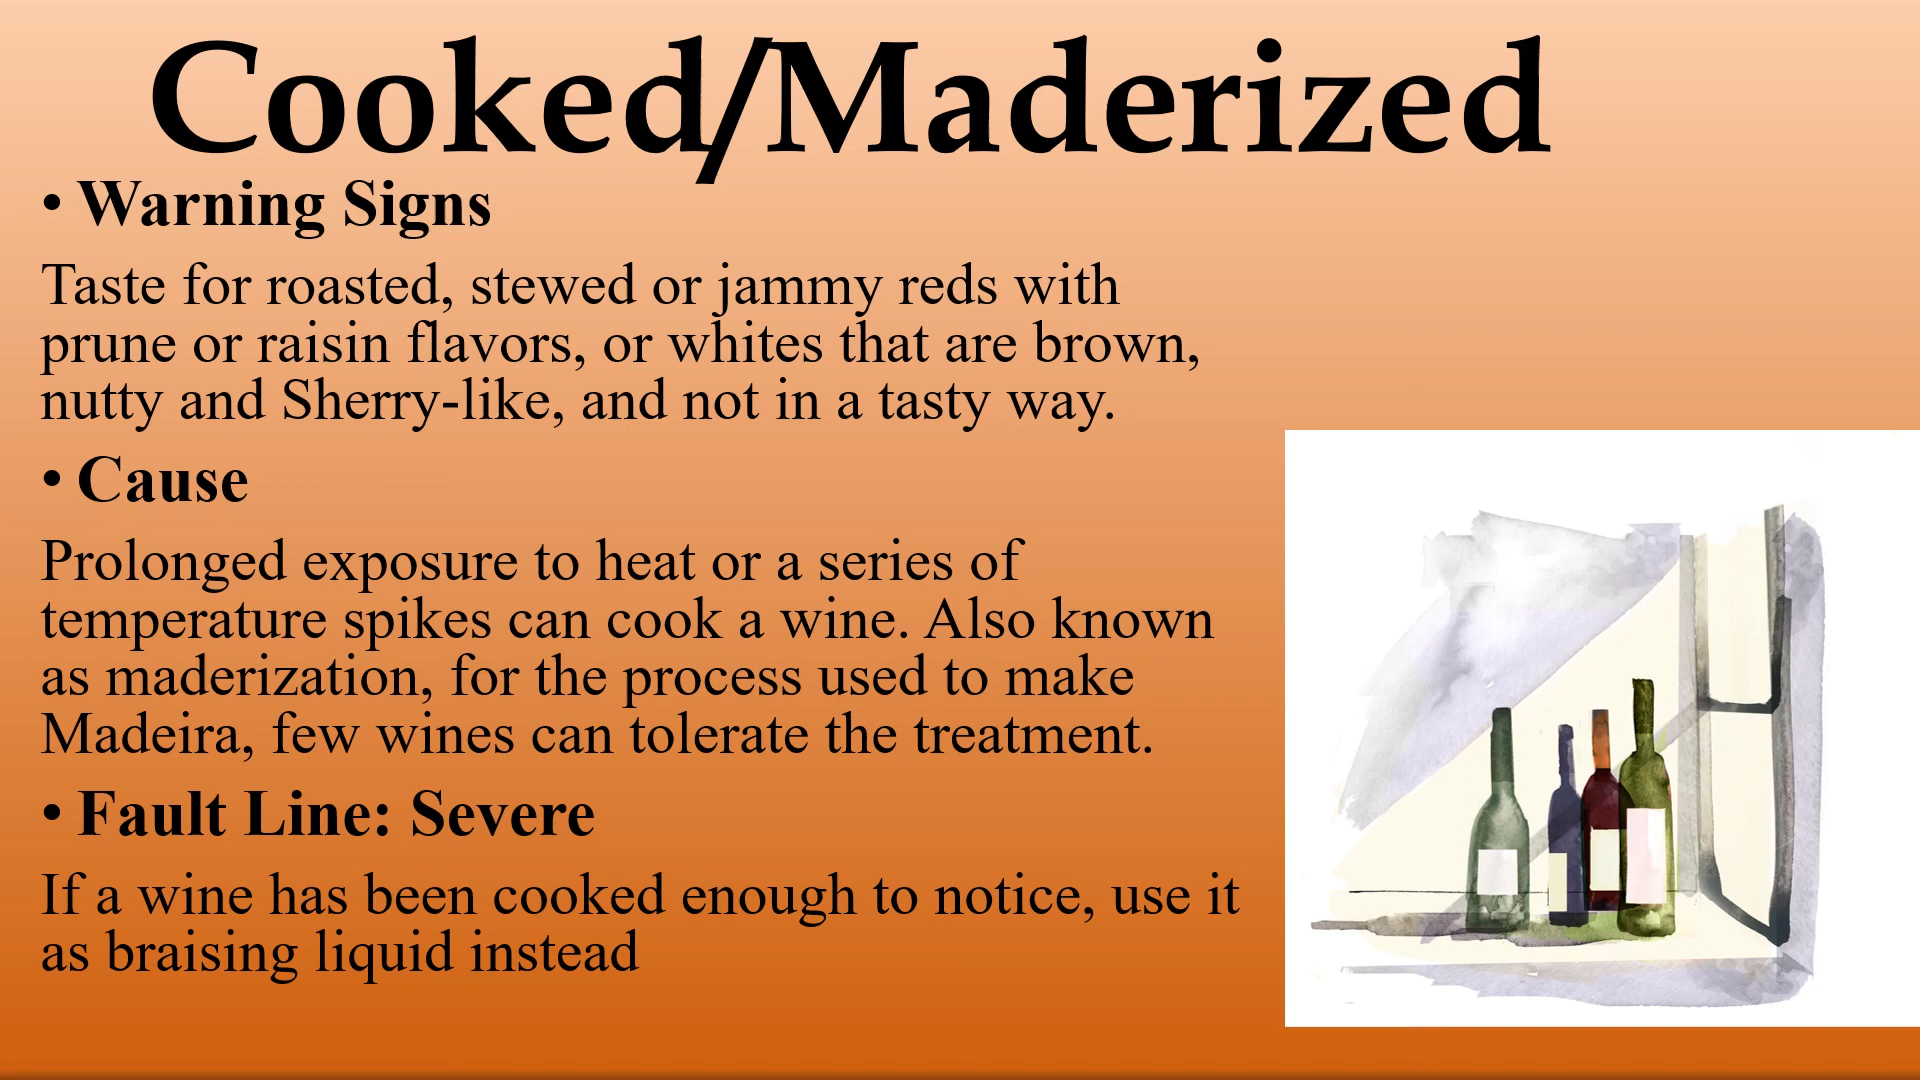 Cooked/Maderized
• Warning Signs
Taste for roasted, stewed or jammy reds with
prune or raisin flavors, or whites that are brown,
nutty and Sherry-like, and not in a tasty way.
• Cause
Prolonged exposure to heat or a series of
temperature spikes can cook a wine. Also known
as maderization, for the process used to make
Madeira, few wines can tolerate the treatment.
• Fault Line: Severe
If a wine has been cooked enough to notice, use it
as braising liquid instead